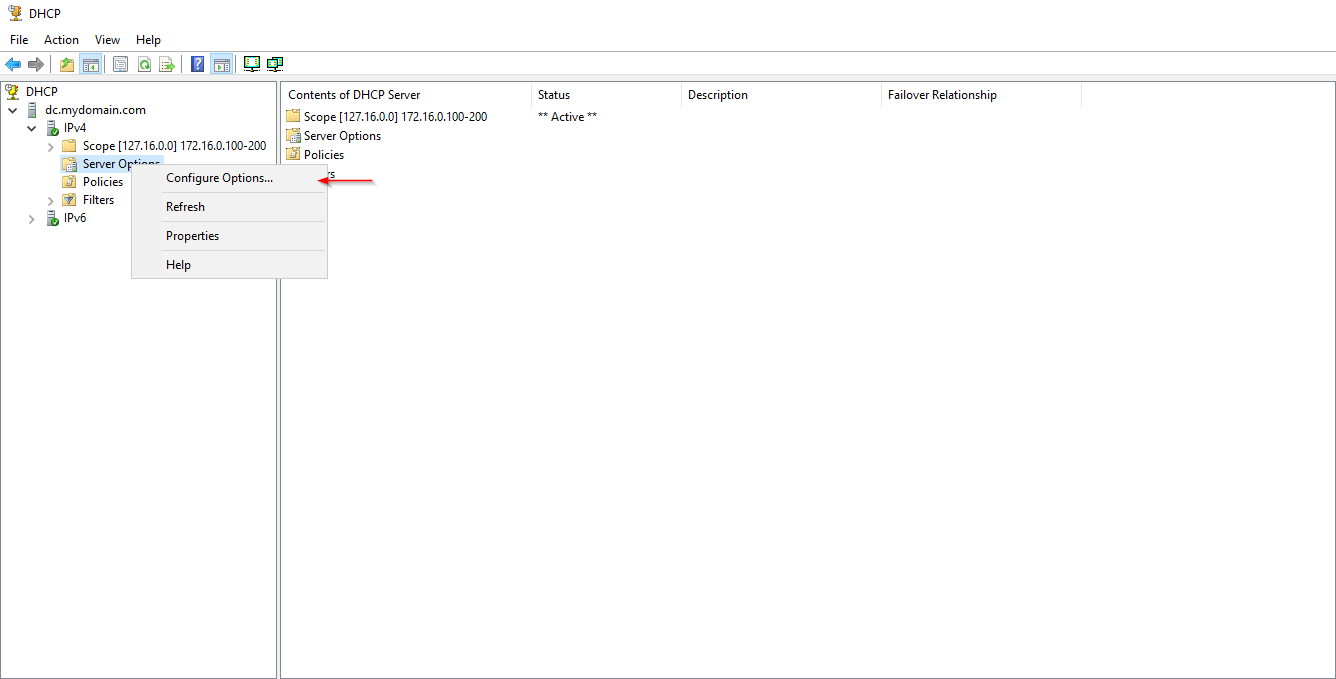 DHCP
File Action View Help
DHCP
dc.mydomain.com
IPv4
Scope [127.16.0.0] 172.16.0.100-200
Server Options
Policies
Filters
IPv6
Configure Options...
Refresh
Properties
Help
Contents of DHCP Server Status Description Failover Relationship
Scope [127.16.0.0] 172.16.0.100-200 ** Active **
Server Options
Policies
rs